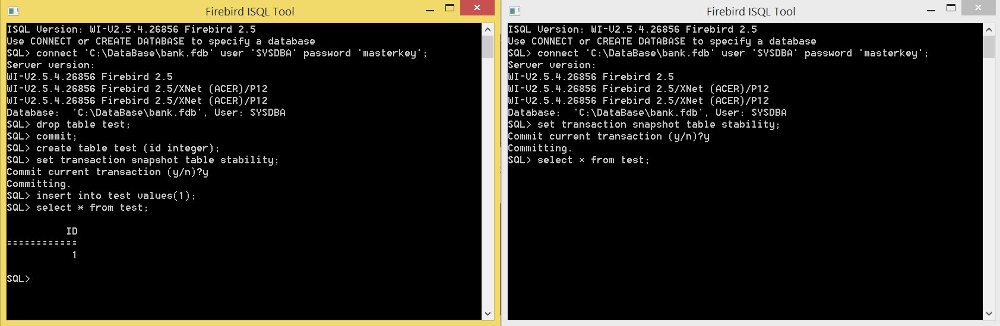 Firebird ISQL Tool
ISQL Version: WI-V2.5.4.26856 Firebird 2.5
Use CONNECT or CREATE DATABASE to specify a database
SQL> connect 'C:\DataBase\bank.fdb' user 'SYSDBA' password 'masterkey';
Server version:
WI-V2.5.4.26856 Firebird 2.5
WI-V2.5.4.26856 Firebird 2.5/XNet (ACER)/P12
WI-V2.5.4.26856 Firebird 2.5/XNet (ACER)/P12
Database:  'C:\DataBase\bank.fdb', User: SYSDBA
SQL> drop table test;
SQL> commit;
SQL> create table test (id integer);
SQL> set transaction snapshot table stability;
Commit current transaction (y/n)?y
Committing.
SQL> insert into test values(1);
SQL> select * from test;
ID
============
1
SQL>
Firebird ISQL Tool
ISQL Version: WI-V2.5.4.26856 Firebird 2.5
Use CONNECT or CREATE DATABASE to specify a database
SQL> connect 'C:\DataBase\bank.fdb' user 'SYSDBA' password 'masterkey';
Server version:
WI-V2.5.4.26856 Firebird 2.5
WI-V2.5.4.26856 Firebird 2.5/XNet (ACER)/P12
WI-V2.5.4.26856 Firebird 2.5/XNet (ACER)/P12
Database:  'C:\DataBase\bank.fdb', User: SYSDBA
SQL> set transaction snapshot table stability;
Commit current transaction (y/n)?y
Committing.
SQL> select * from test;